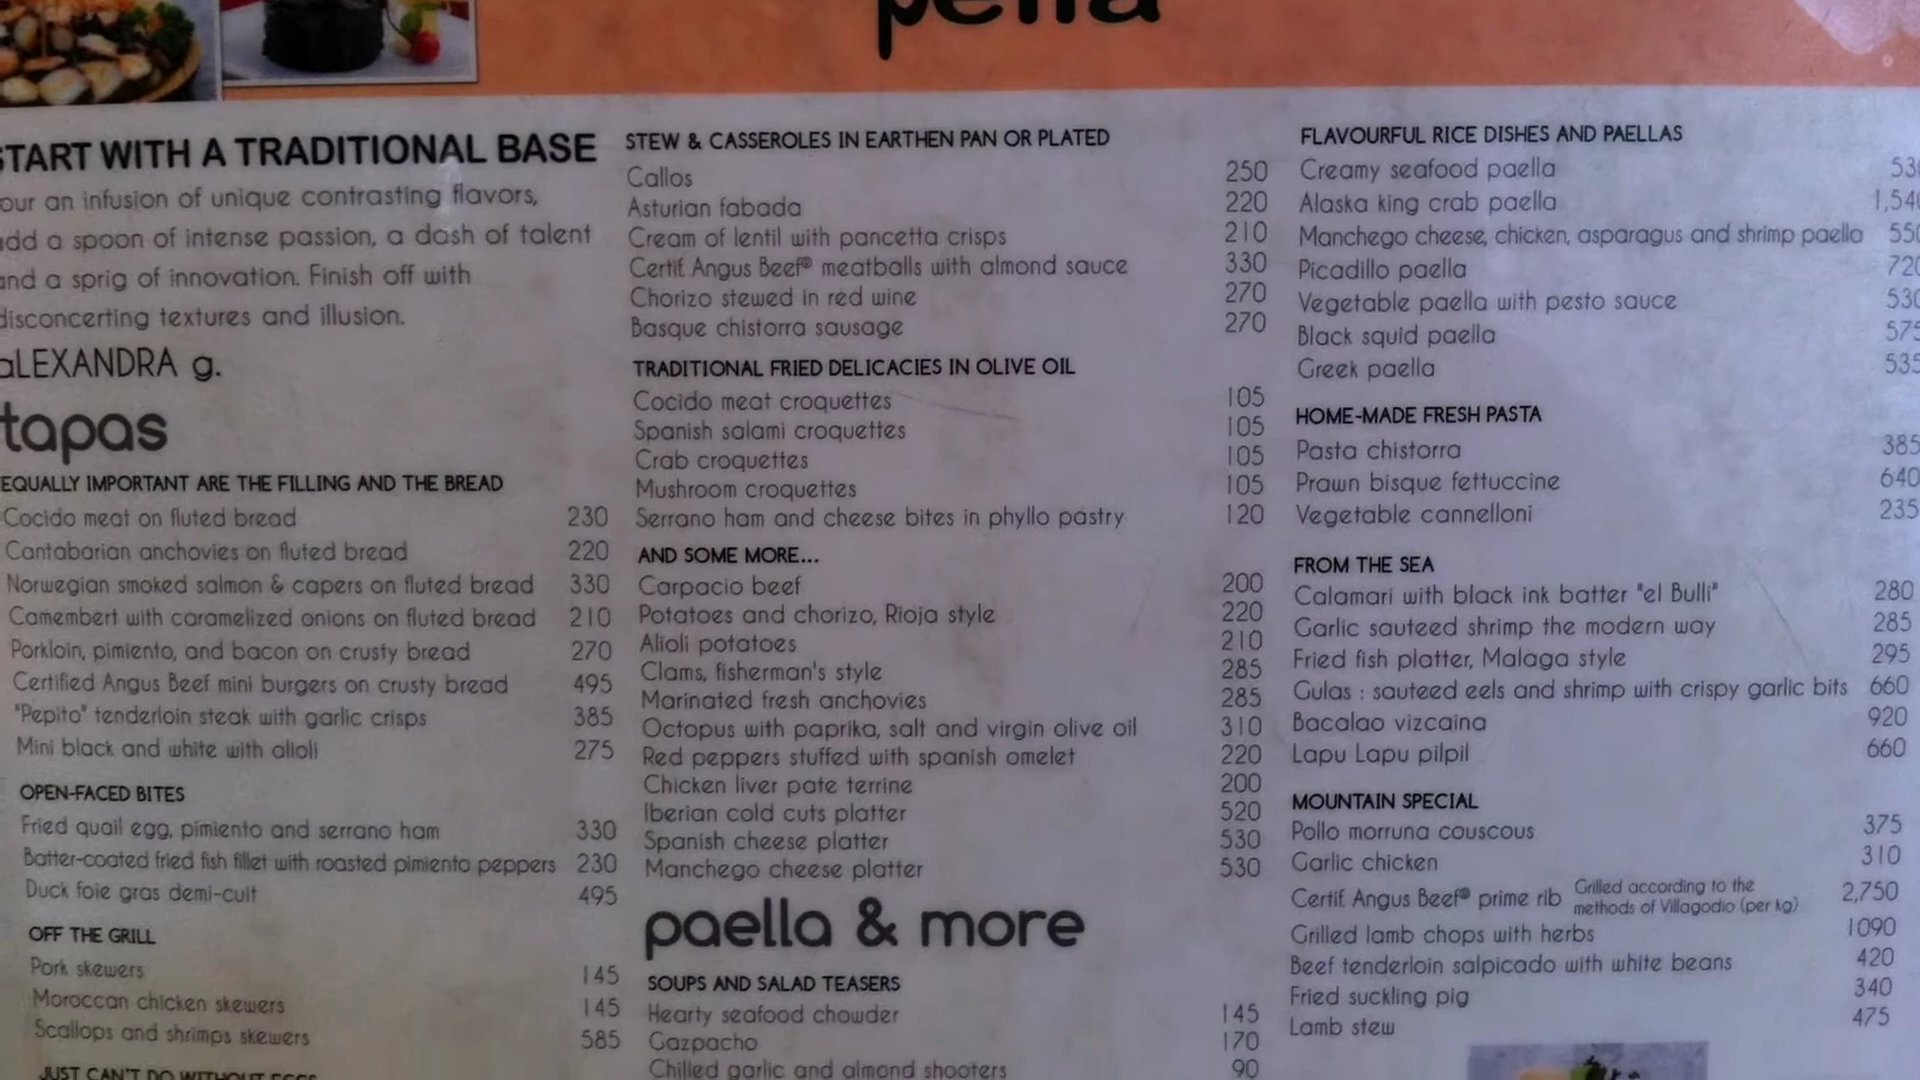 START WITH A TRADITIONAL BASE
our an infusion of unique contrasting flavors,
add a spoon of intense passion, a dash of talent
and a sprig of innovation. Finish off with
disconcerting textures and illusion.
aLEXANDRA g.
tapas
EQUALLY IMPORTANT ARE THE FILLING AND THE BREAD
Cocido meat on fluted bread 230
Cantabarian anchovies on fluted bread 220
Norwegian smoked salmon & capers on fluted bread 330
Camembert with caramelized onions on fluted bread 210
Porkloin, pimiento, and bacon on crusty bread 270
Certified Angus Beef mini burgers on crusty bread 495
"Pepito" tenderloin steak with garlic crisps 385
Mini black and white with alioli 275
OPEN-FACED BITES
Fried quail egg, pimiento and serrano ham 330
Batter-coated fried fish fillet with roasted pimiento peppers 230
Duck foie gras demi-cuit 495
OFF THE GRILL
Pork skewers 145
Moroccan chicken skewers 145
Scallops and shrimps skewers 585
JUST CAN'T DO WITHOUT EGGS
STEW & CASSEROLES IN EARTHEN PAN OR PLATED
Callos 250
Asturian fabada 220
Cream of lentil with pancetta crisps 210
Certif. Angus Beef® meatballs with almond sauce 330
Chorizo stewed in red wine 270
Basque chistorra sausage 270
TRADITIONAL FRIED DELICACIES IN OLIVE OIL
Cocido meat croquettes 105
Spanish salami croquettes 105
Crab croquettes 105
Mushroom croquettes 105
Serrano ham and cheese bites in phyllo pastry 120
AND SOME MORE...
Carpacio beef 200
Potatoes and chorizo, Rioja style 220
Alioli potatoes 210
Clams, fisherman's style 285
Marinated fresh anchovies 285
Octopus with paprika, salt and virgin olive oil 310
Red peppers stuffed with spanish omelet 220
Chicken liver pate terrine 200
Iberian cold cuts platter 520
Spanish cheese platter 530
Manchego cheese platter 530
paella & more
SOUPS AND SALAD TEASERS
Hearty seafood chowder 145
Gazpacho 170
Chilled garlic and almond shooters 90
FLAVOURFUL RICE DISHES AND PAELLAS
Creamy seafood paella 530
Alaska king crab paella 1,540
Manchego cheese, chicken, asparagus and shrimp paella 550
Picadillo paella 720
Vegetable paella with pesto sauce 530
Black squid paella 575
Greek paella 535
HOME-MADE FRESH PASTA
Pasta chistorra 385
Prawn bisque fettuccine 640
Vegetable cannelloni 235
FROM THE SEA
Calamari with black ink batter "el Bulli" 280
Garlic sauteed shrimp the modern way 285
Fried fish platter, Malaga style 295
Gulas : sauteed eels and shrimp with crispy garlic bits 660
Bacalao vizcaina 920
Lapu Lapu pilpil 660
MOUNTAIN SPECIAL
Pollo morruna couscous 375
Garlic chicken 310
Certif. Angus Beef® prime rib Grilled according to the methods of Villagodio (per kg) 2,750
Grilled lamb chops with herbs 1090
Beef tenderloin salpicado with white beans 420
Fried suckling pig 340
Lamb stew 475